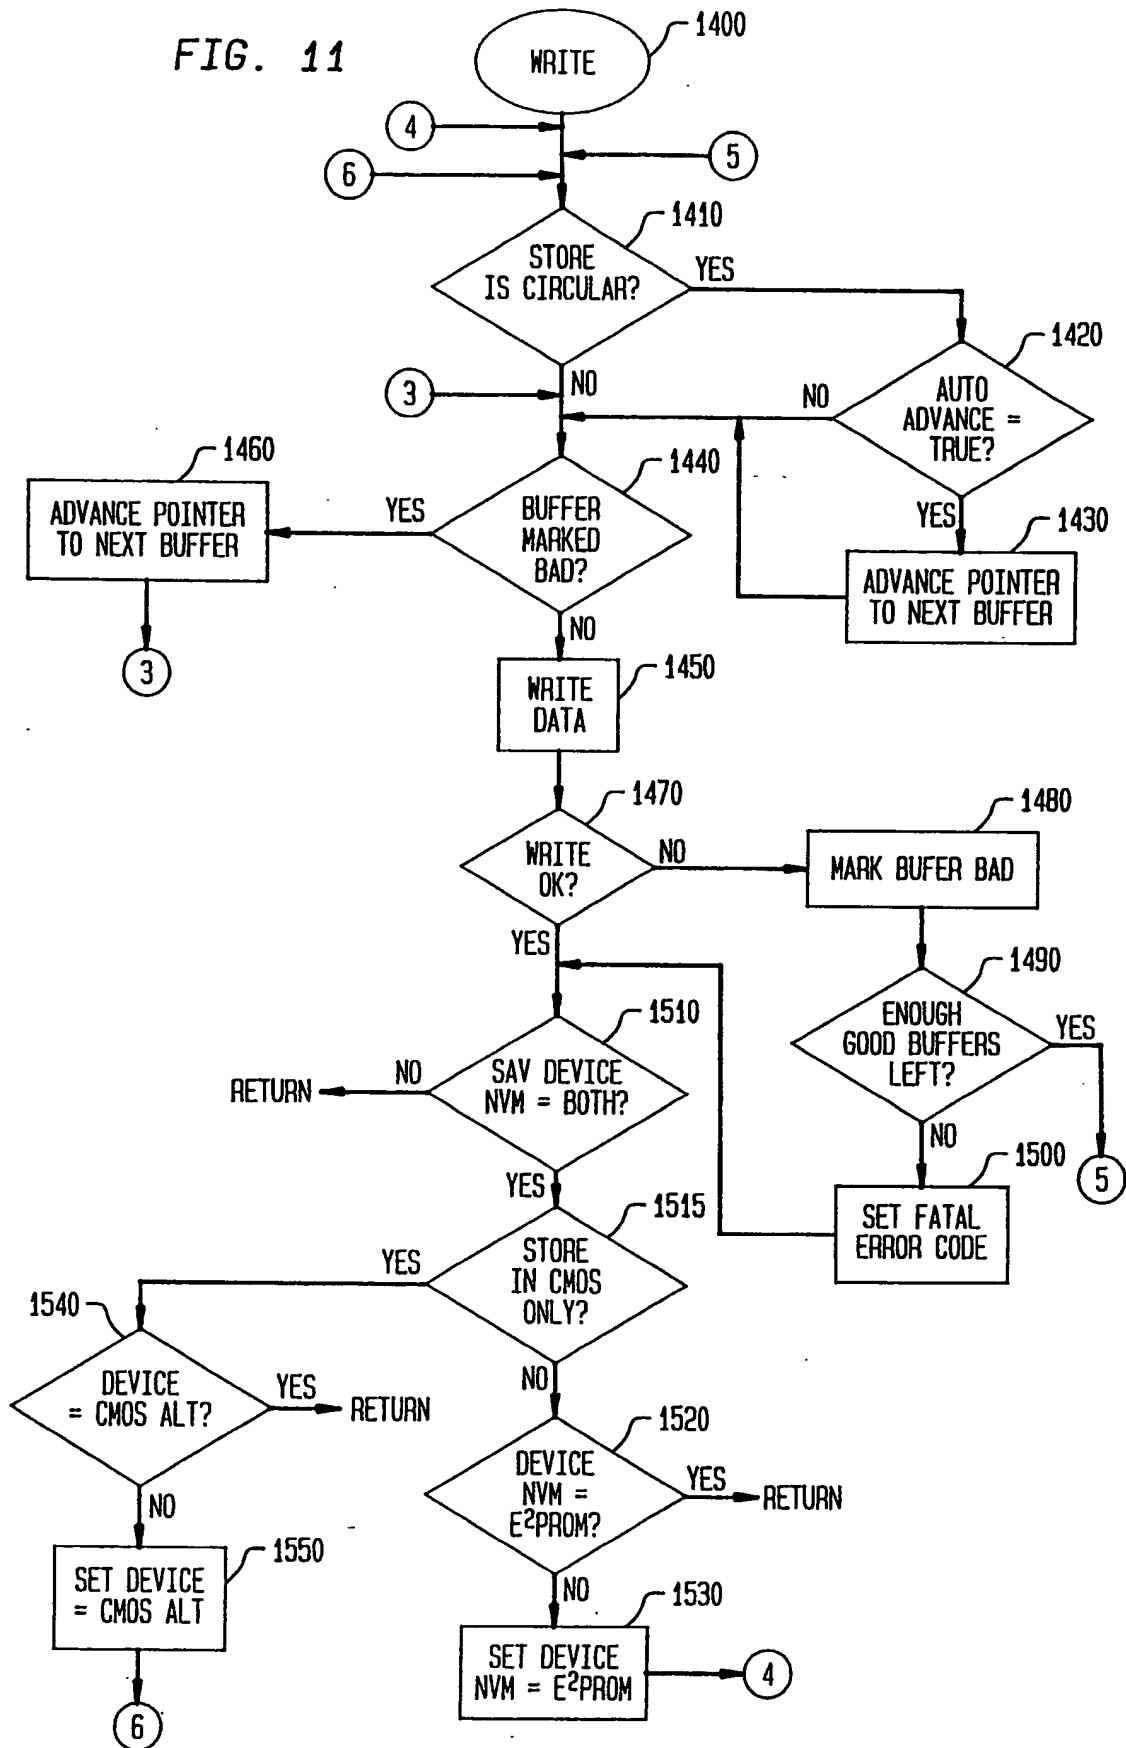 FIG. 11
1400
WRITE
4
5
6
1410
STORE
IS CIRCULAR?
YES
1420
AUTO
ADVANCE =
TRUE?
NO
NO
3
1460
1440
ADVANCE POINTER
TO NEXT BUFFER
YES
BUFFER
MARKED
BAD?
YES
1430
ADVANCE POINTER
TO NEXT BUFFER
NO
3
1450
WRITE
DATA
1470
1480
WRITE
OK?
NO
MARK BUFER BAD
YES
1490
ENOUGH
GOOD BUFFERS
LEFT?
YES
1510
SAV DEVICE
NVM = BOTH?
NO
RETURN
NO
1500
5
YES
1515
SET FATAL
ERROR CODE
STORE
IN CMOS
ONLY?
YES
1540
DEVICE
= CMOS ALT?
YES
RETURN
NO
1520
DEVICE
NVM =
E²PROM?
YES
RETURN
NO
1550
SET DEVICE
= CMOS ALT
NO
1530
SET DEVICE
NVM = E²PROM
4
6